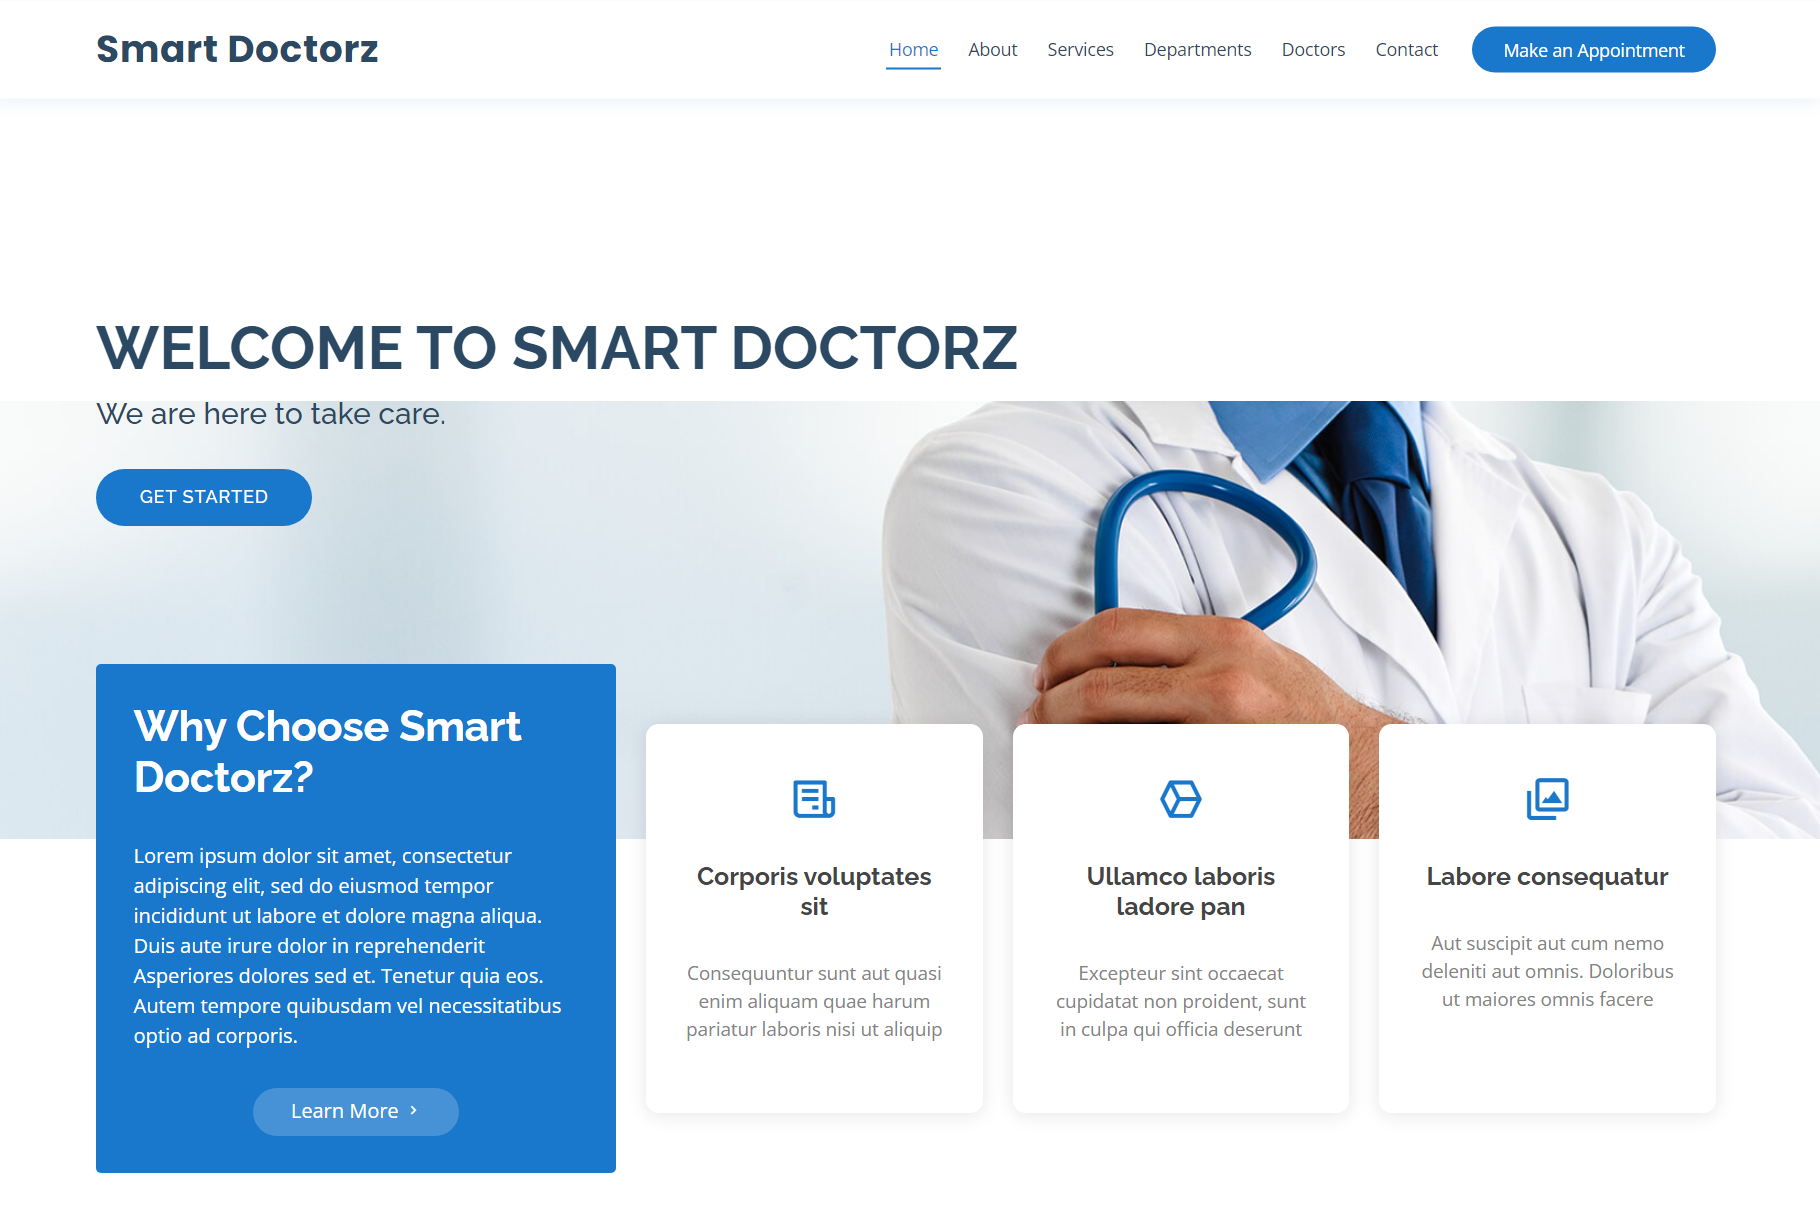 Smart Doctorz
Home About Services Departments Doctors Contact Make an Appointment
WELCOME TO SMART DOCTORZ
We are here to take care.
GET STARTED
Why Choose Smart
Doctorz?
Lorem ipsum dolor sit amet, consectetur
adipiscing elit, sed do eiusmod tempor
incididunt ut labore et dolore magna aliqua.
Duis aute irure dolor in reprehenderit
Asperiores dolores sed et. Tenetur quia eos.
Autem tempore quibusdam vel necessitatibus
optio ad corporis.
Learn More
Corporis voluptates
sit
Consequuntur sunt aut quasi
enim aliquam quae harum
pariatur laboris nisi ut aliquip
Ullamco laboris
ladore pan
Excepteur sint occaecat
cupidatat non proident, sunt
in culpa qui officia deserunt
Labore consequatur
Aut suscipit aut cum nemo
deleniti aut omnis. Doloribus
ut maiores omnis facere